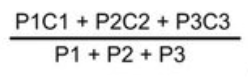 P1C1 + P2C2 + P3C3
P1 + P2 + P3